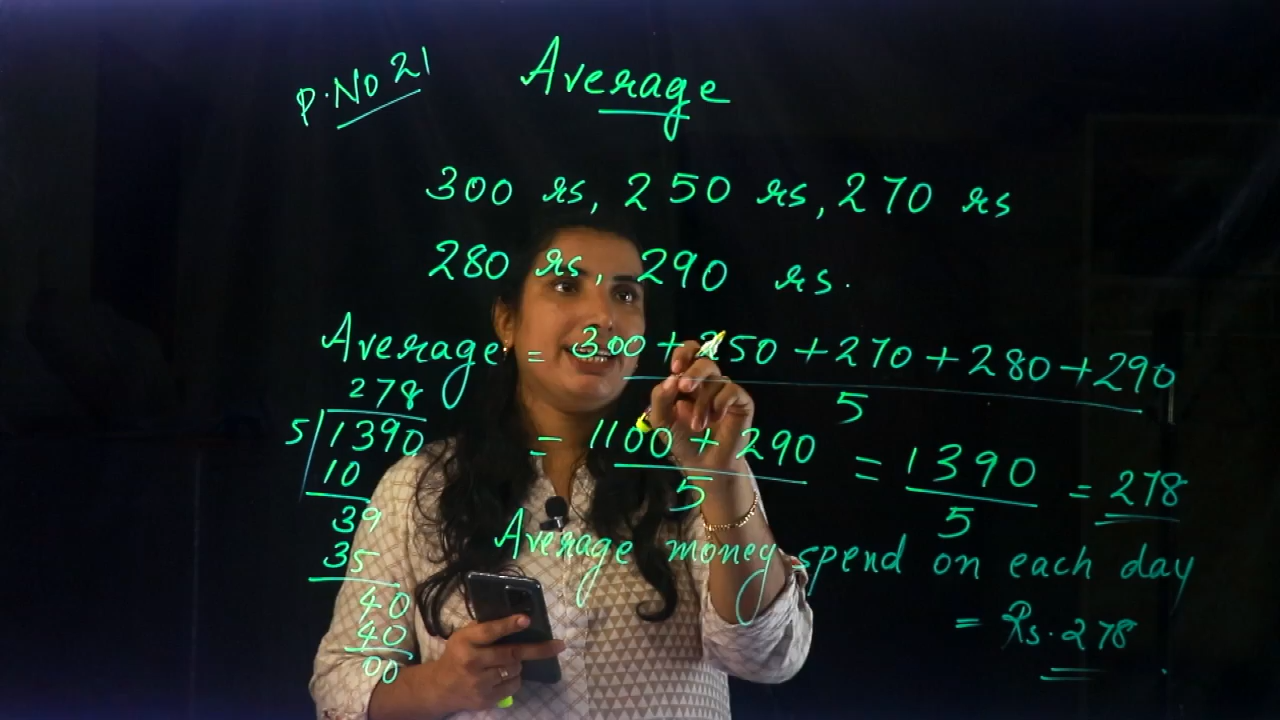 P.No 21
Average
300 rs, 250 rs, 270 rs
280 rs, 290 rs.
Average = 300 + 250 + 270 + 280 + 290
5
= 1100 + 290 = 1390 = 278
5 5
278
5 1390
10
39
35
40
40
00
Average money spend on each day
= Rs. 278